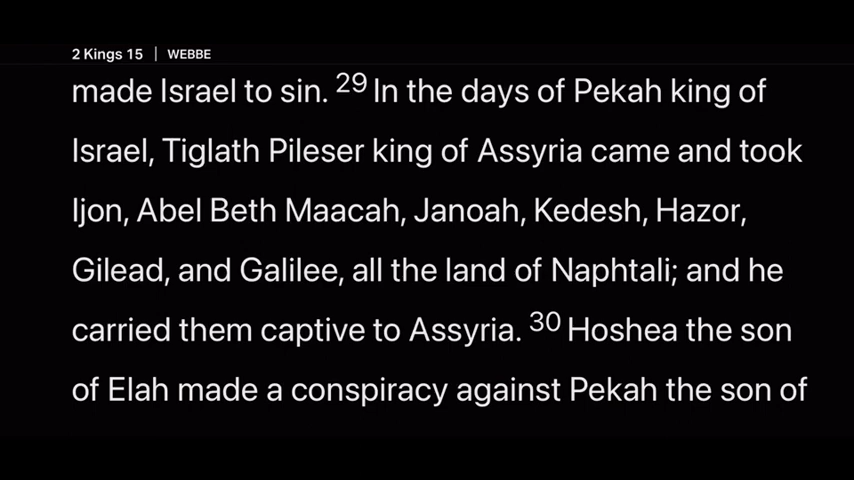 2 Kings 15 | WEBBE
made Israel to sin. 29 In the days of Pekah king of
Israel, Tiglath Pileser king of Assyria came and took
Ijon, Abel Beth Maacah, Janoah, Kedesh, Hazor,
Gilead, and Galilee, all the land of Naphtali; and he
carried them captive to Assyria. 30 Hoshea the son
of Elah made a conspiracy against Pekah the son of